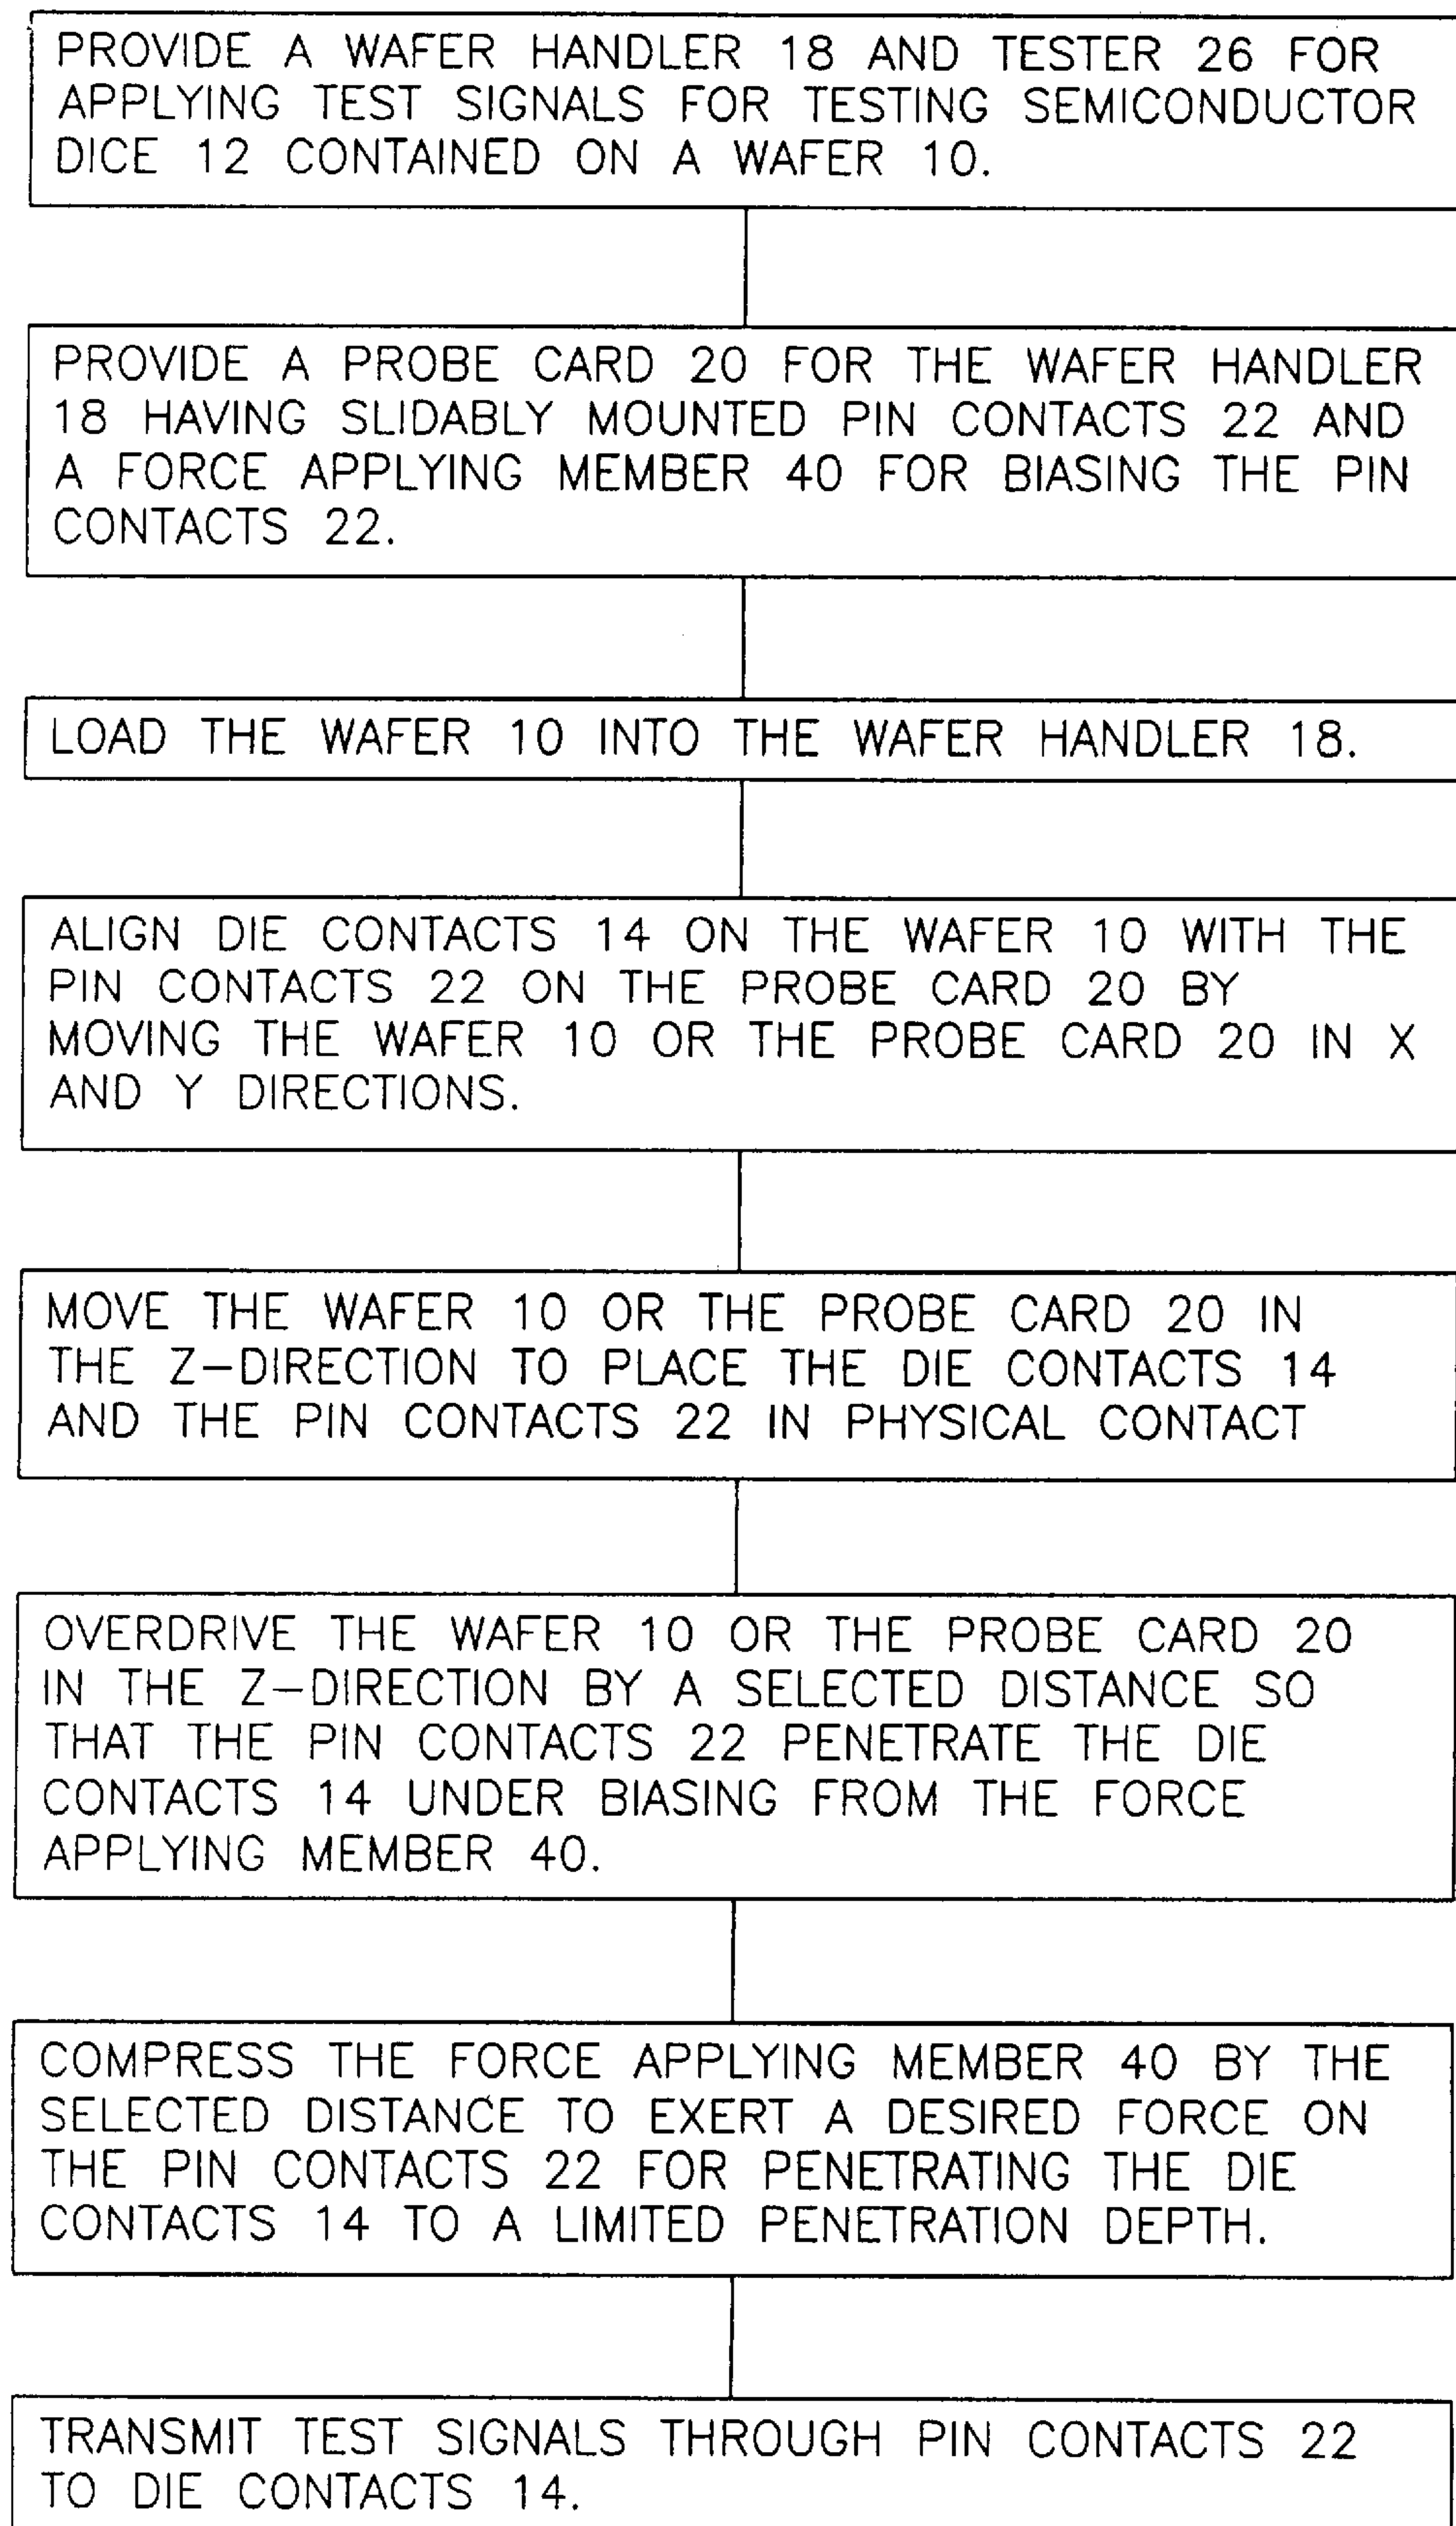 PROVIDE A WAFER HANDLER 18 AND TESTER 26 FOR
APPLYING TEST SIGNALS FOR TESTING SEMICONDUCTOR
DICE 12 CONTAINED ON A WAFER 10.
PROVIDE A PROBE CARD 20 FOR THE WAFER HANDLER
18 HAVING SLIDABLY MOUNTED PIN CONTACTS 22 AND
A FORCE APPLYING MEMBER 40 FOR BIASING THE PIN
CONTACTS 22.
LOAD THE WAFER 10 INTO THE WAFER HANDLER 18.
ALIGN DIE CONTACTS 14 ON THE WAFER 10 WITH THE
PIN CONTACTS 22 ON THE PROBE CARD 20 BY
MOVING THE WAFER 10 OR THE PROBE CARD 20 IN X
AND Y DIRECTIONS.
MOVE THE WAFER 10 OR THE PROBE CARD 20 IN
THE Z-DIRECTION TO PLACE THE DIE CONTACTS 14
AND THE PIN CONTACTS 22 IN PHYSICAL CONTACT
OVERDRIVE THE WAFER 10 OR THE PROBE CARD 20
IN THE Z-DIRECTION BY A SELECTED DISTANCE SO
THAT THE PIN CONTACTS 22 PENETRATE THE DIE
CONTACTS 14 UNDER BIASING FROM THE FORCE
APPLYING MEMBER 40.
COMPRESS THE FORCE APPLYING MEMBER 40 BY THE
SELECTED DISTANCE TO EXERT A DESIRED FORCE ON
THE PIN CONTACTS 22 FOR PENETRATING THE DIE
CONTACTS 14 TO A LIMITED PENETRATION DEPTH.
TRANSMIT TEST SIGNALS THROUGH PIN CONTACTS 22
TO DIE CONTACTS 14.